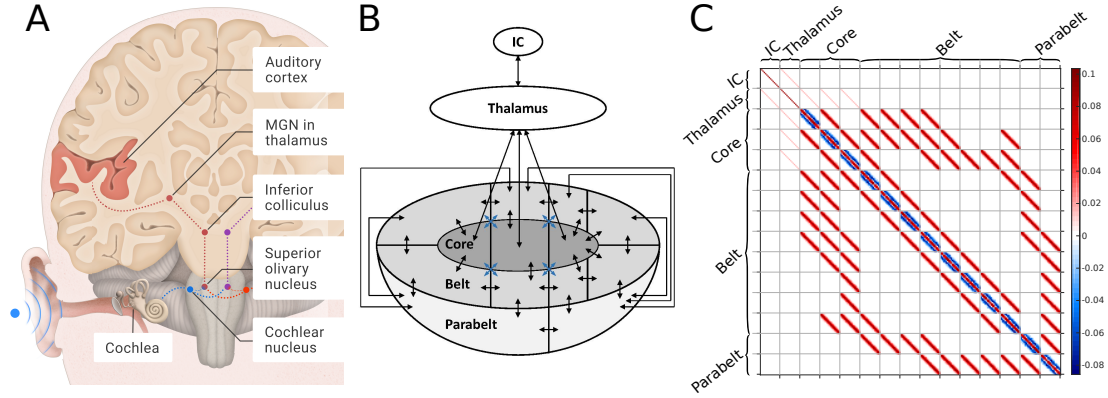 A
Auditory
cortex
MGN in
thalamus
Inferior
colliculus
Superior
olivary
nucleus
Cochlear
nucleus
Cochlea
B
IC
Thalamus
Core
Belt
Parabelt
C
IC
Thalamus
Core
Belt
Parabelt
IC
Thalamus
Core
Belt
Parabelt
0.1
0.08
0.06
0.04
0.02
0
-0.02
-0.04
-0.06
-0.08